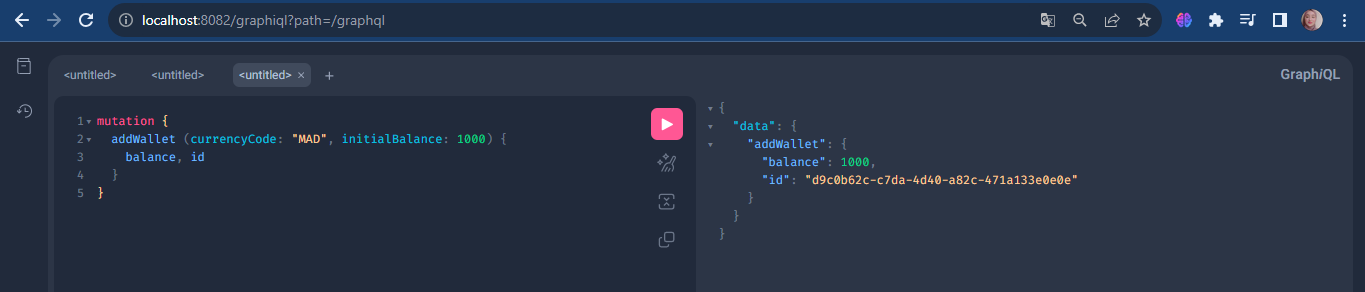 localhost:8082/graphiql?path=/graphql
<untitled> <untitled> <untitled> × +
GraphiQL
1 mutation {
2 addWallet (currencyCode: "MAD", initialBalance: 1000) {
3 balance, id
4 }
5 }
{
"data": {
"addWallet": {
"balance": 1000,
"id": "d9c0b62c-c7da-4d40-a82c-471a133e0e0e"
}
}
}